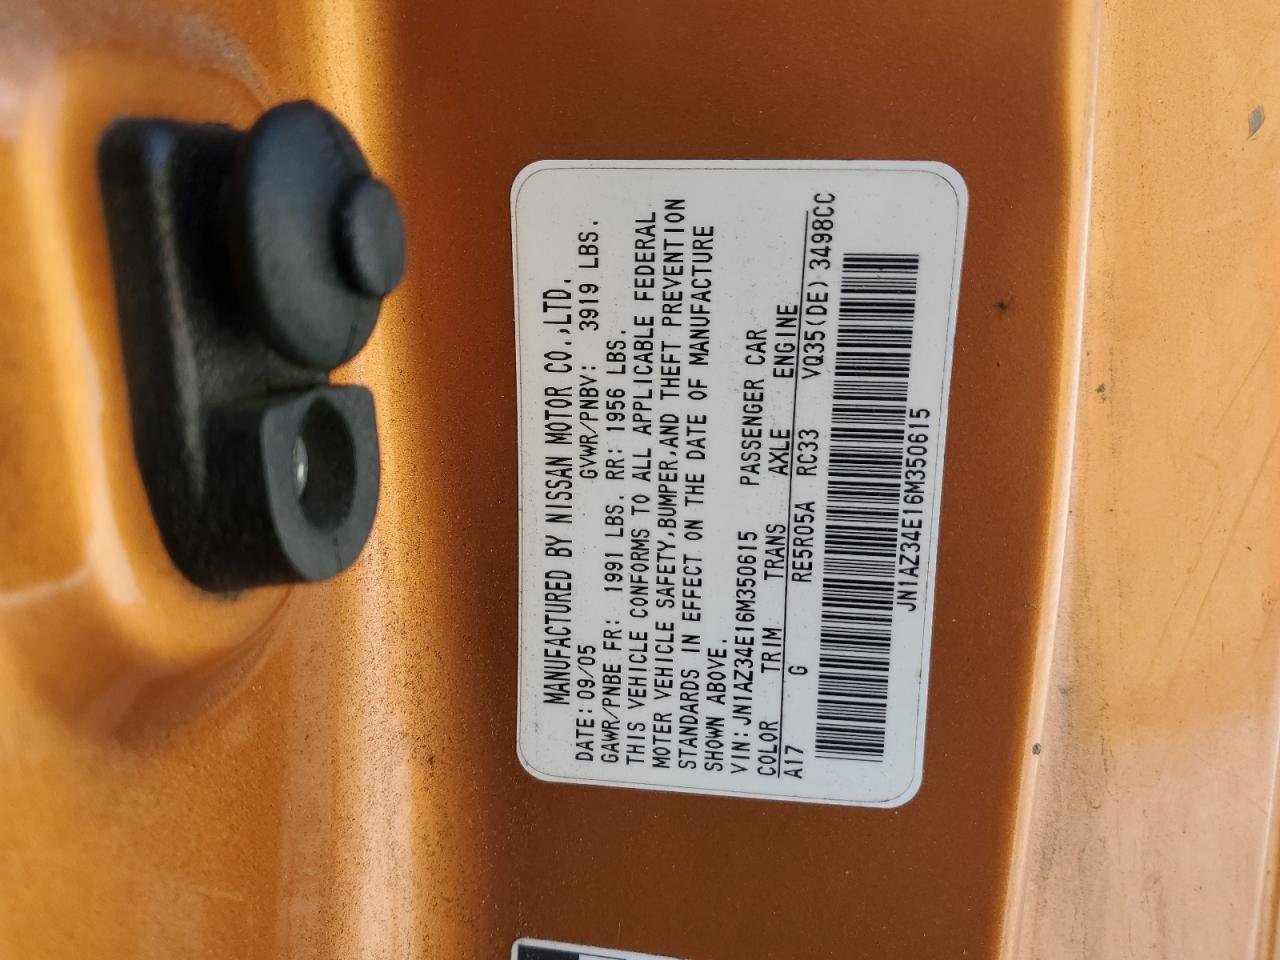 MANUFACTURED BY NISSAN MOTOR CO.,LTD.
DATE: 09/05 GVWR/PNBV: 3919 LBS.
GAWR/PNBE FR: 1991 LBS. RR: 1956 LBS.
THIS VEHICLE CONFORMS TO ALL APPLICABLE FEDERAL
MOTOR VEHICLE SAFETY,BUMPER,AND THEFT PREVENTION
STANDARDS IN EFFECT ON THE DATE OF MANUFACTURE
SHOWN ABOVE.
VIN: JN1AZ34E16M350615 PASSENGER CAR
COLOR TRIM TRANS AXLE ENGINE
A17 G RE5R05A RC33 VQ35(DE) 3498CC
JN1AZ34E16M350615